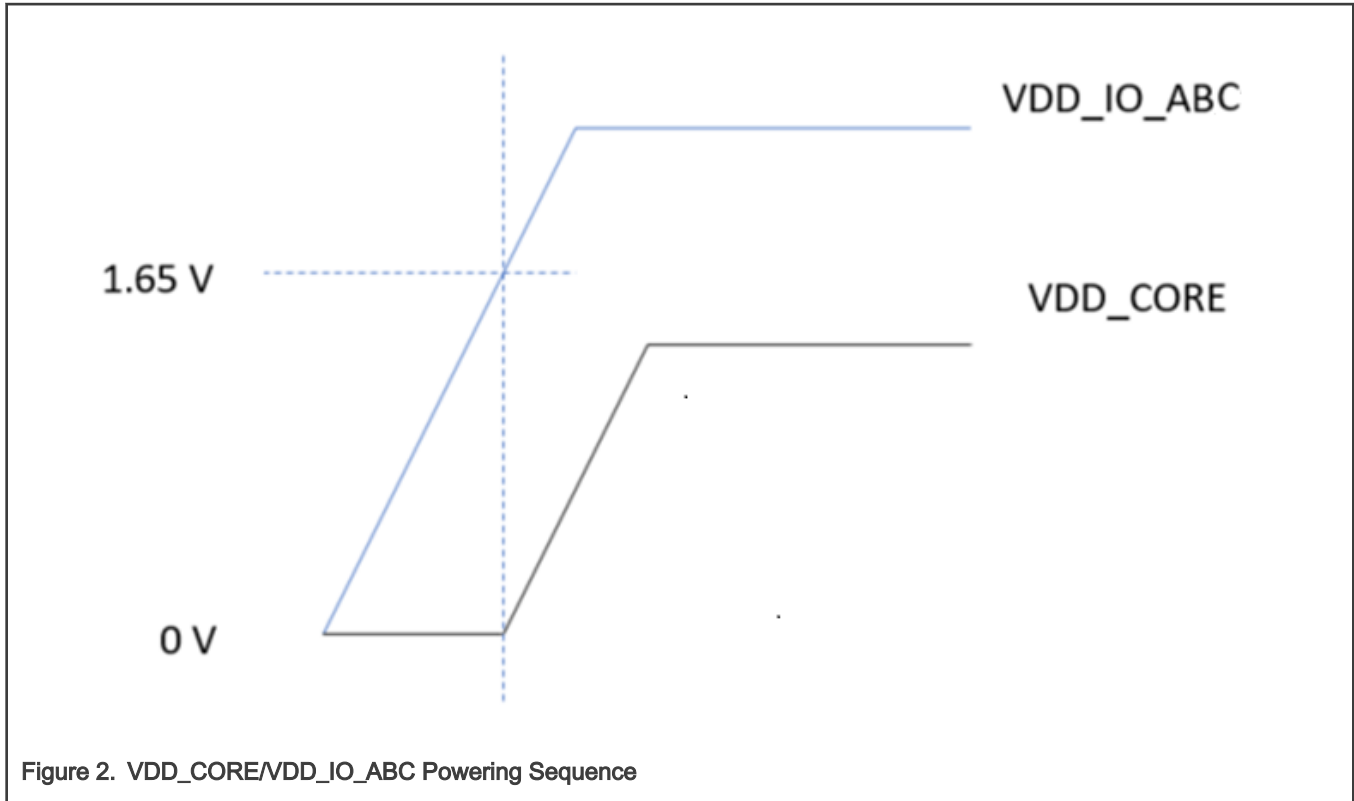 VDD_IO_ABC
1.65 V
VDD_CORE
0 V
Figure 2. VDD_CORE/VDD_IO_ABC Powering Sequence